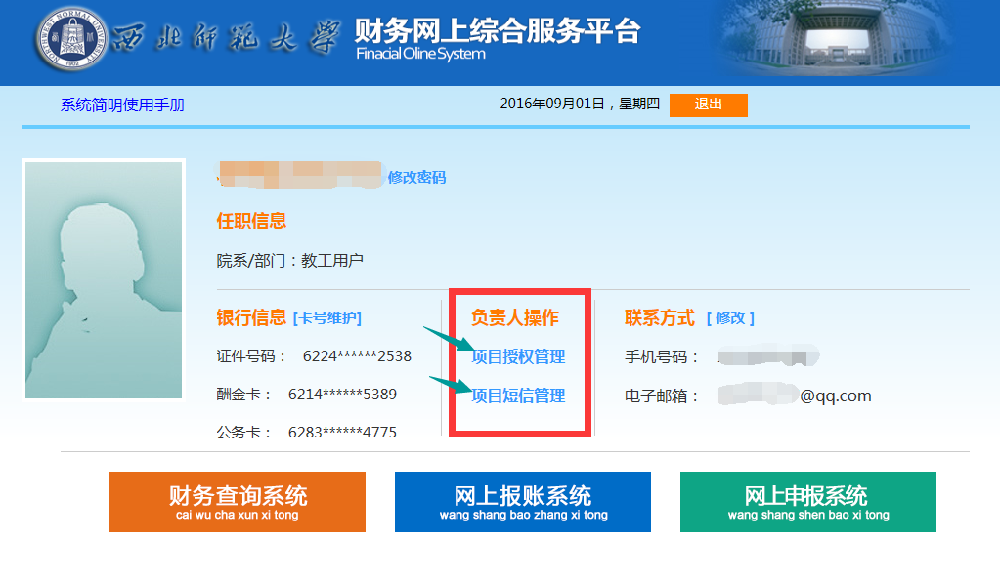 NORTHWEST NORMAL UNIVERSITY
1902
西北师范大学
财务网上综合服务平台
Finacial Oline System
系统简明使用手册
2016年09月01日，星期四
退出
修改密码
任职信息
院系/部门：教工用户
银行信息 [卡号维护]
证件号码： 6224******2538
酬金卡： 6214******5389
公务卡： 6283******4775
负责人操作
项目授权管理
项目短信管理
联系方式 [ 修改 ]
手机号码：
电子邮箱： @qq.com
财务查询系统
cai wu cha xun xi tong
网上报账系统
wang shang bao zhang xi tong
网上申报系统
wang shang shen bao xi tong